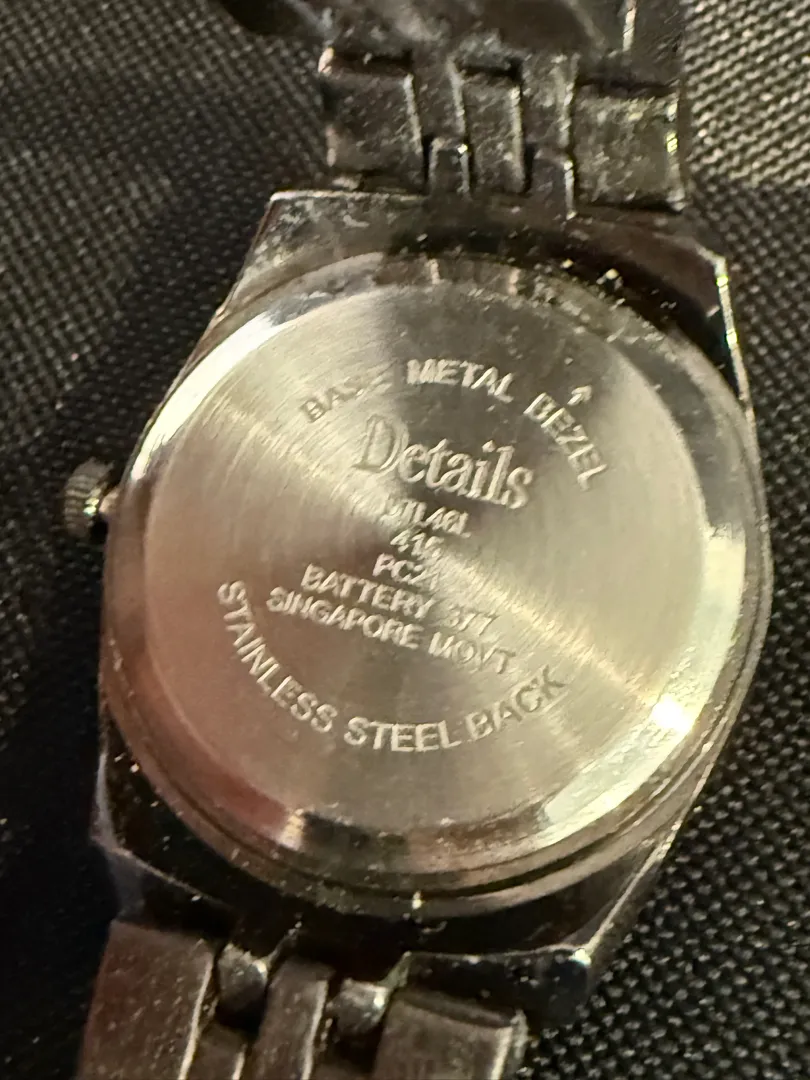 BASE METAL BEZEL
Details
BATTERY 377
SINGAPORE MOVT
STAINLESS STEEL BACK